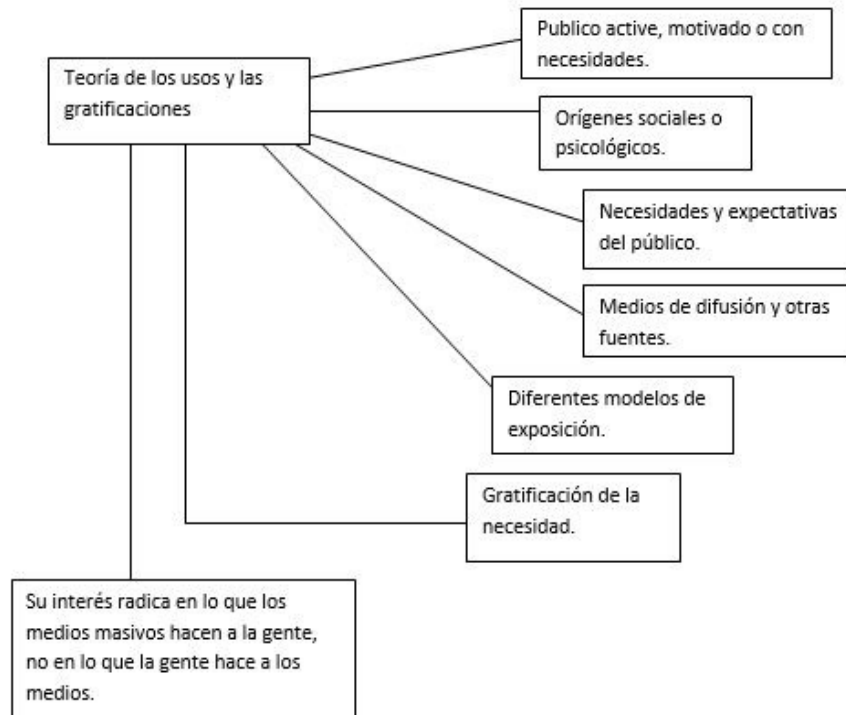 Publico active, motivado o con
necesidades.
Teoría de los usos y las
gratificaciones
Orígenes sociales o
psicológicos.
Necesidades y expectativas
del público.
Medios de difusión y otras
fuentes.
Diferentes modelos de
exposición.
Gratificación de la
necesidad.
Su interés radica en lo que los
medios masivos hacen a la gente,
no en lo que la gente hace a los
medios.